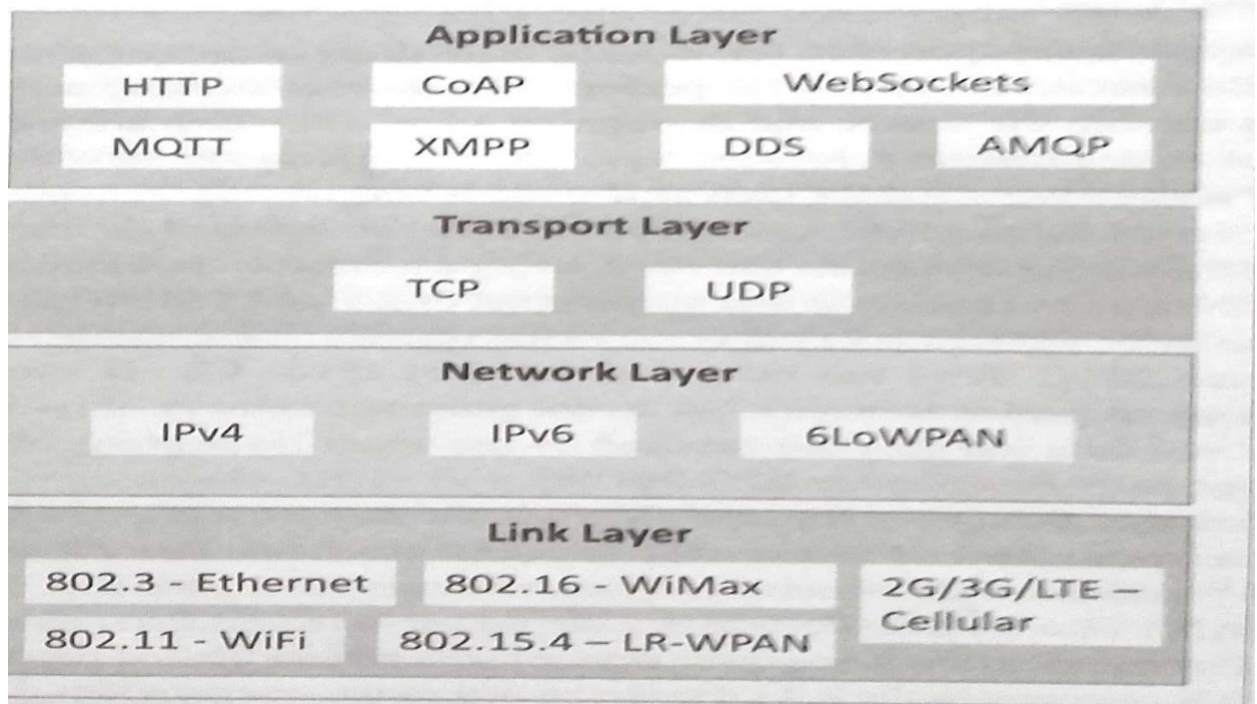 Application Layer
HTTP CoAP WebSockets
MQTT XMPP DDS AMQP
Transport Layer
TCP UDP
Network Layer
IPv4 IPv6 6LoWPAN
Link Layer
802.3 - Ethernet 802.16 - WiMax 2G/3G/LTE –
Cellular
802.11 - WiFi 802.15.4 – LR-WPAN